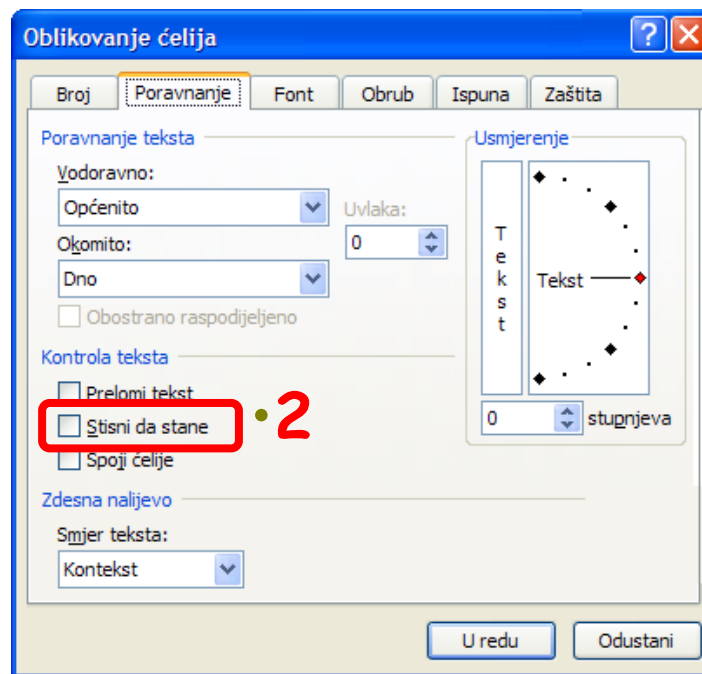 Oblikovanje ćelija ?
Broj Poravnanje Font Obrub Ispuna Zaštita
Poravnanje teksta
Vodoravno:
Općenito
Uvlaka:
0
Okomito:
Dno
Obostrano raspodijeljeno
Kontrola teksta
Prelomi tekst
Stisni da stane
• 2
Spoji ćelije
Zdesna nalijevo
Smjer teksta:
Kontekst
Usmjerenje
Tekst
Tekst
0 stupnjeva
U redu Odustani